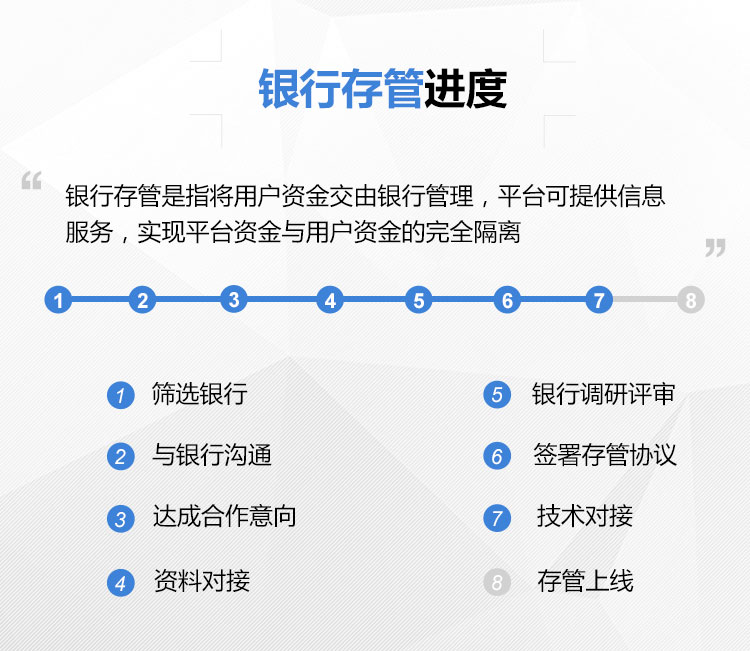 银行存管进度
“
银行存管是指将用户资金交由银行管理，平台可提供信息
服务，实现平台资金与用户资金的完全隔离
”
1 2 3 4 5 6 7 8
1 筛选银行
2 与银行沟通
3 达成合作意向
4 资料对接
5 银行调研评审
6 签署存管协议
7 技术对接
8 存管上线